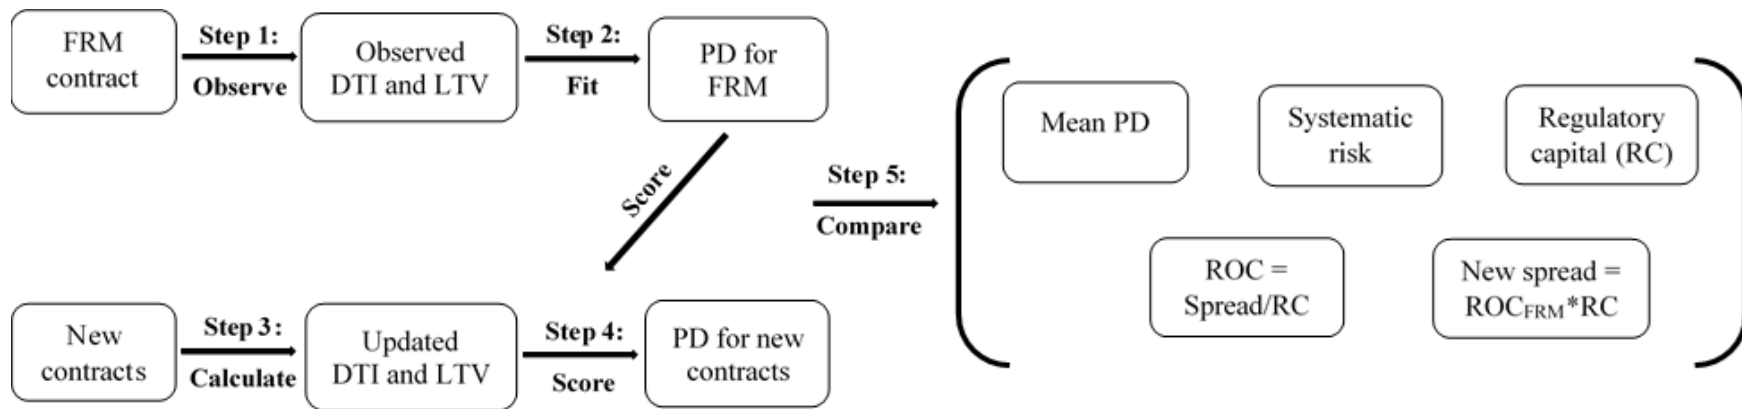 FRM
contract
Step 1:
Observe
Observed
DTI and LTV
Step 2:
Fit
PD for
FRM
Score
New
contracts
Step 3:
Calculate
Updated
DTI and LTV
Step 4:
Score
PD for new
contracts
Step 5:
Compare
Mean PD
Systematic
risk
Regulatory
capital (RC)
ROC =
Spread/RC
New spread =
ROCFRM*RC